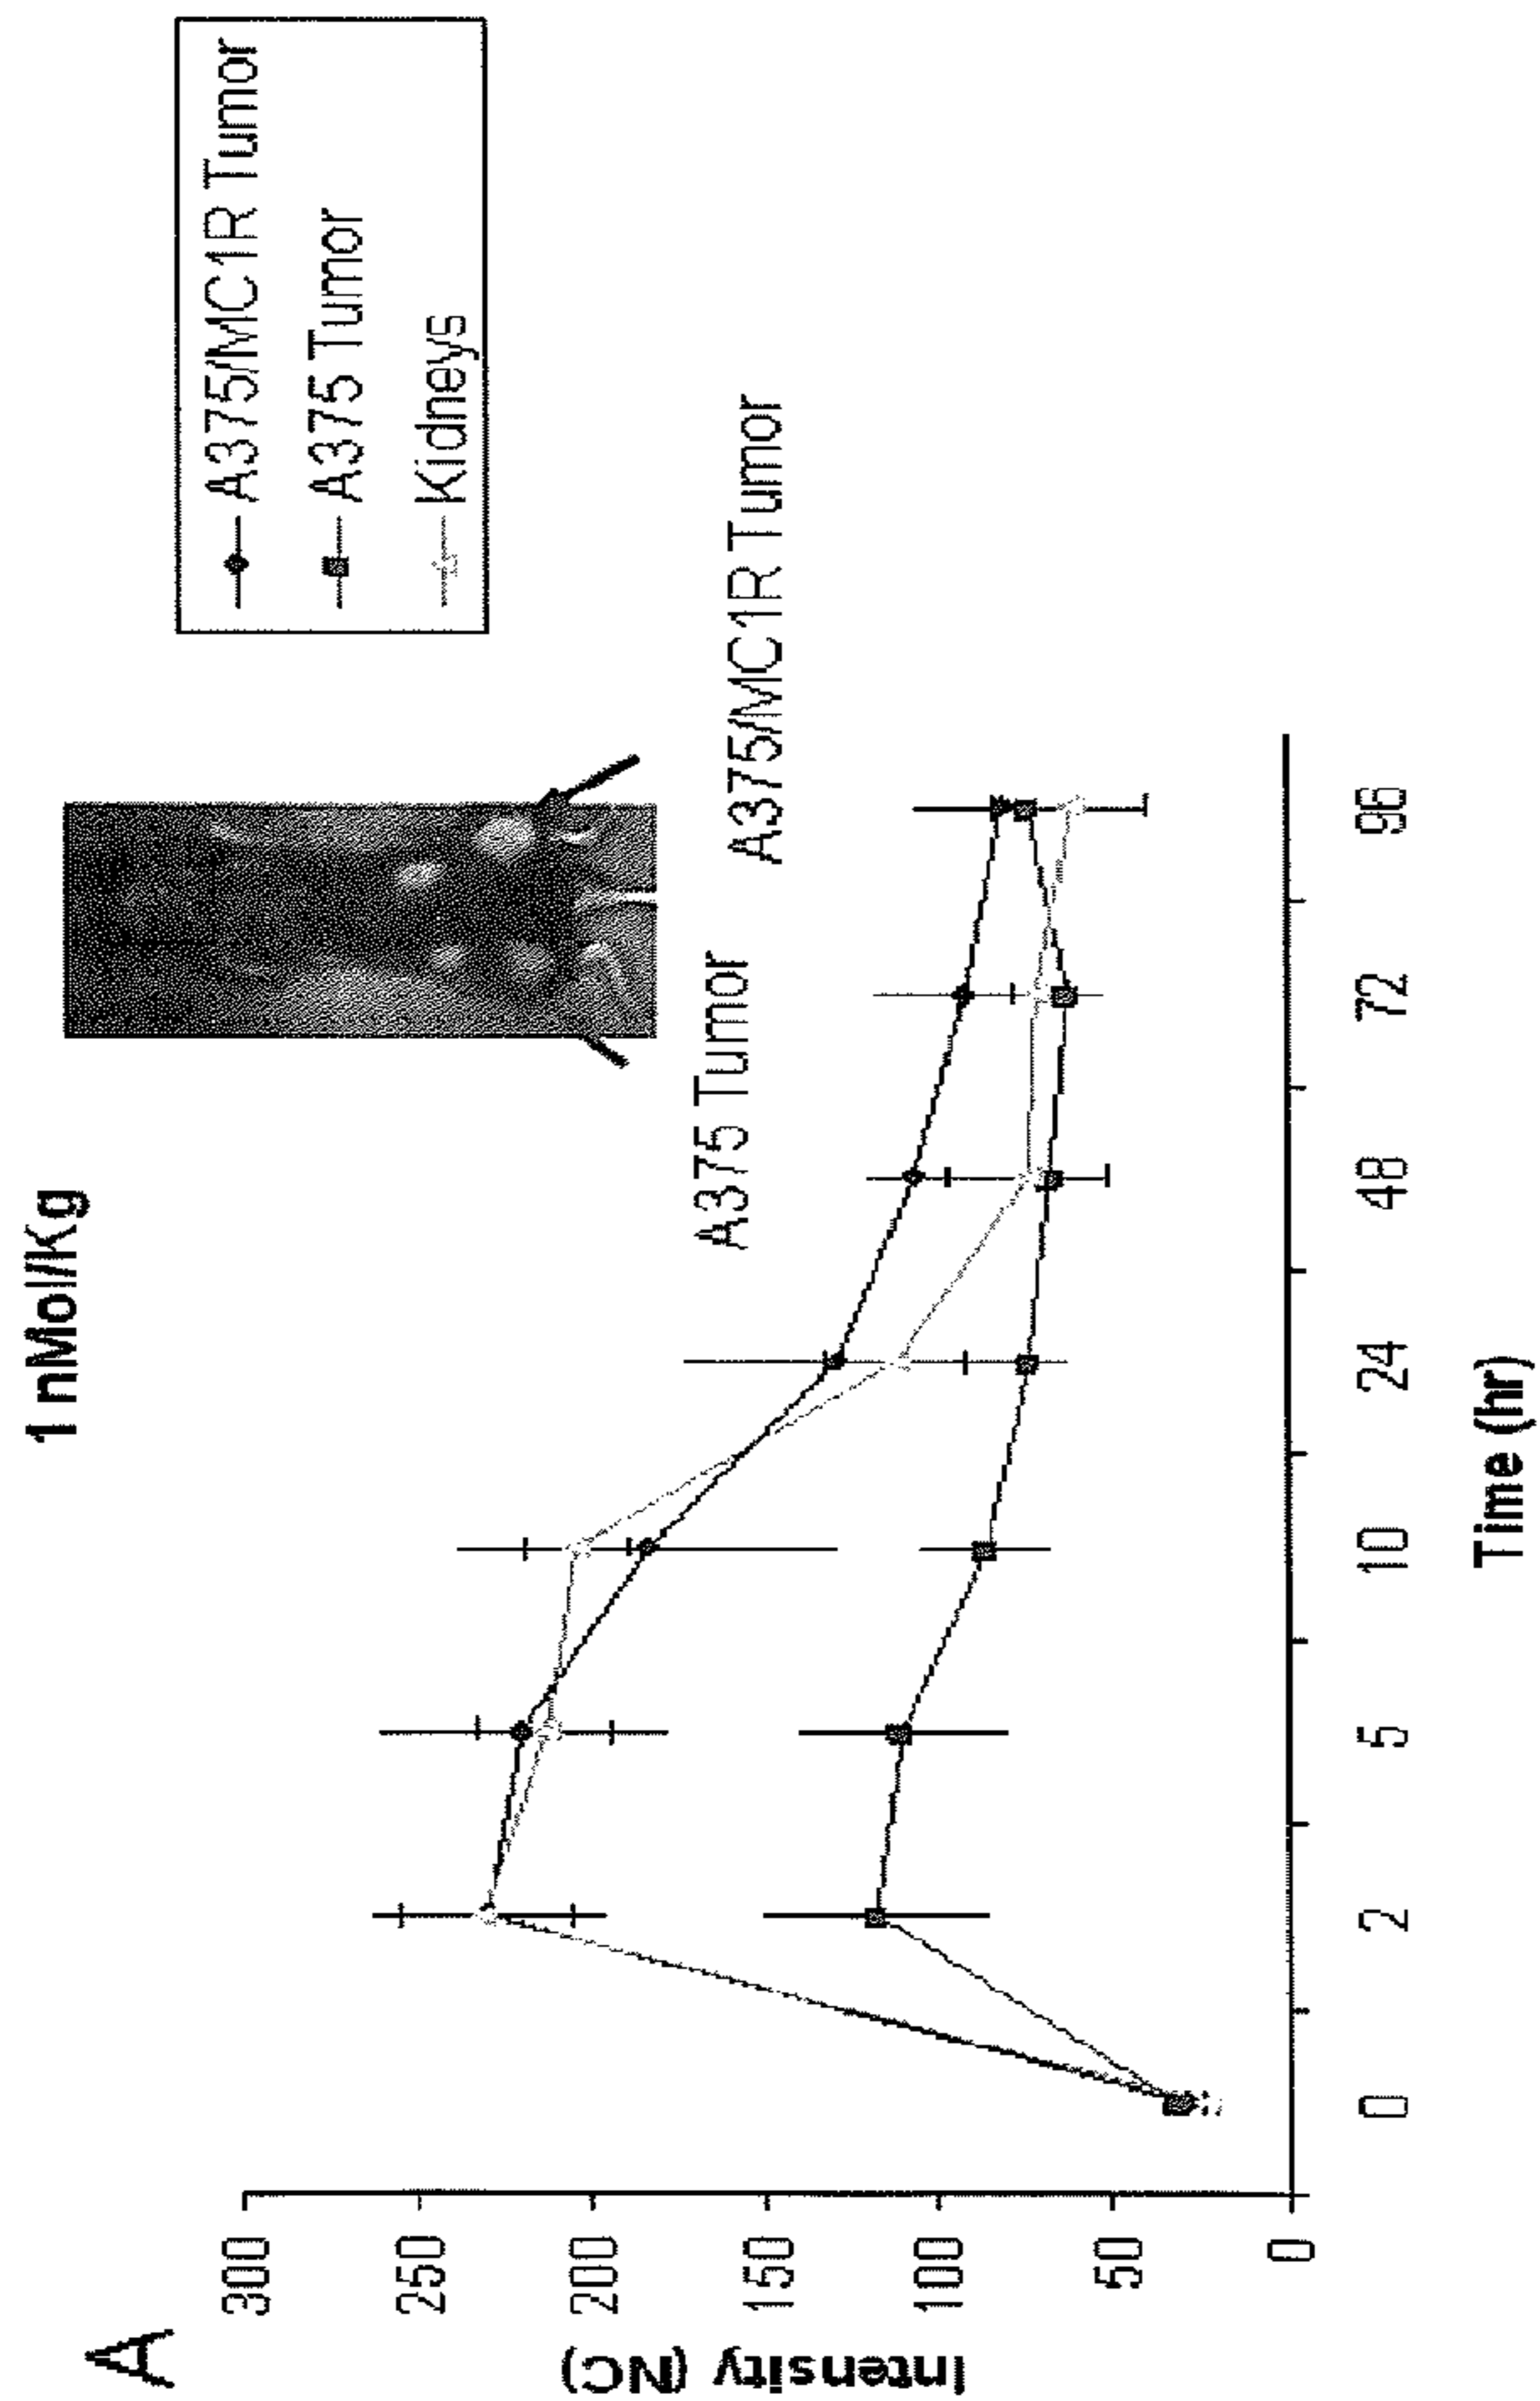 A
1 nMol/Kg
A375/MC1R Tumor
A375 Tumor
Kidneys
A375 Tumor
A375/MC1R Tumor
Intensity (NC)
300
250
200
150
100
50
0
0 2 5 10 24 48 72 96
Time (hr)